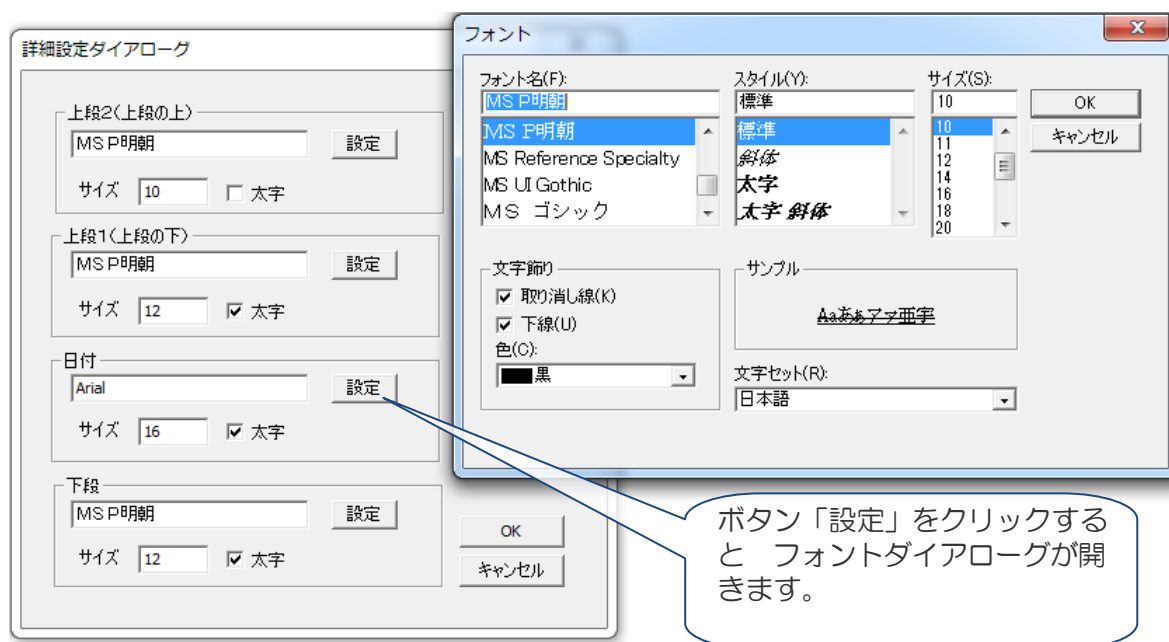 詳細設定ダイアローグ
上段2(上段の上)
MS P明朝
設定
サイズ 10 太字
上段1(上段の下)
MS P明朝
設定
サイズ 12 太字
日付
Arial
設定
サイズ 16 太字
下段
MS P明朝
設定
サイズ 12 太字
OK
キャンセル
フォント
フォント名(F):
MS P明朝
MS P明朝
MS Reference Specialty
MS UI Gothic
MS ゴシック
スタイル(Y):
標準
標準
斜体
太字
太字 斜体
サイズ(S):
10
10
11
12
14
16
18
20
OK
キャンセル
文字飾り
取り消し線(K)
下線(U)
色(C):
黒
サンプル
Aaあぁアァ亜宇
文字セット(R):
日本語
ボタン「設定」をクリックする
と　フォントダイアローグが開
きます。